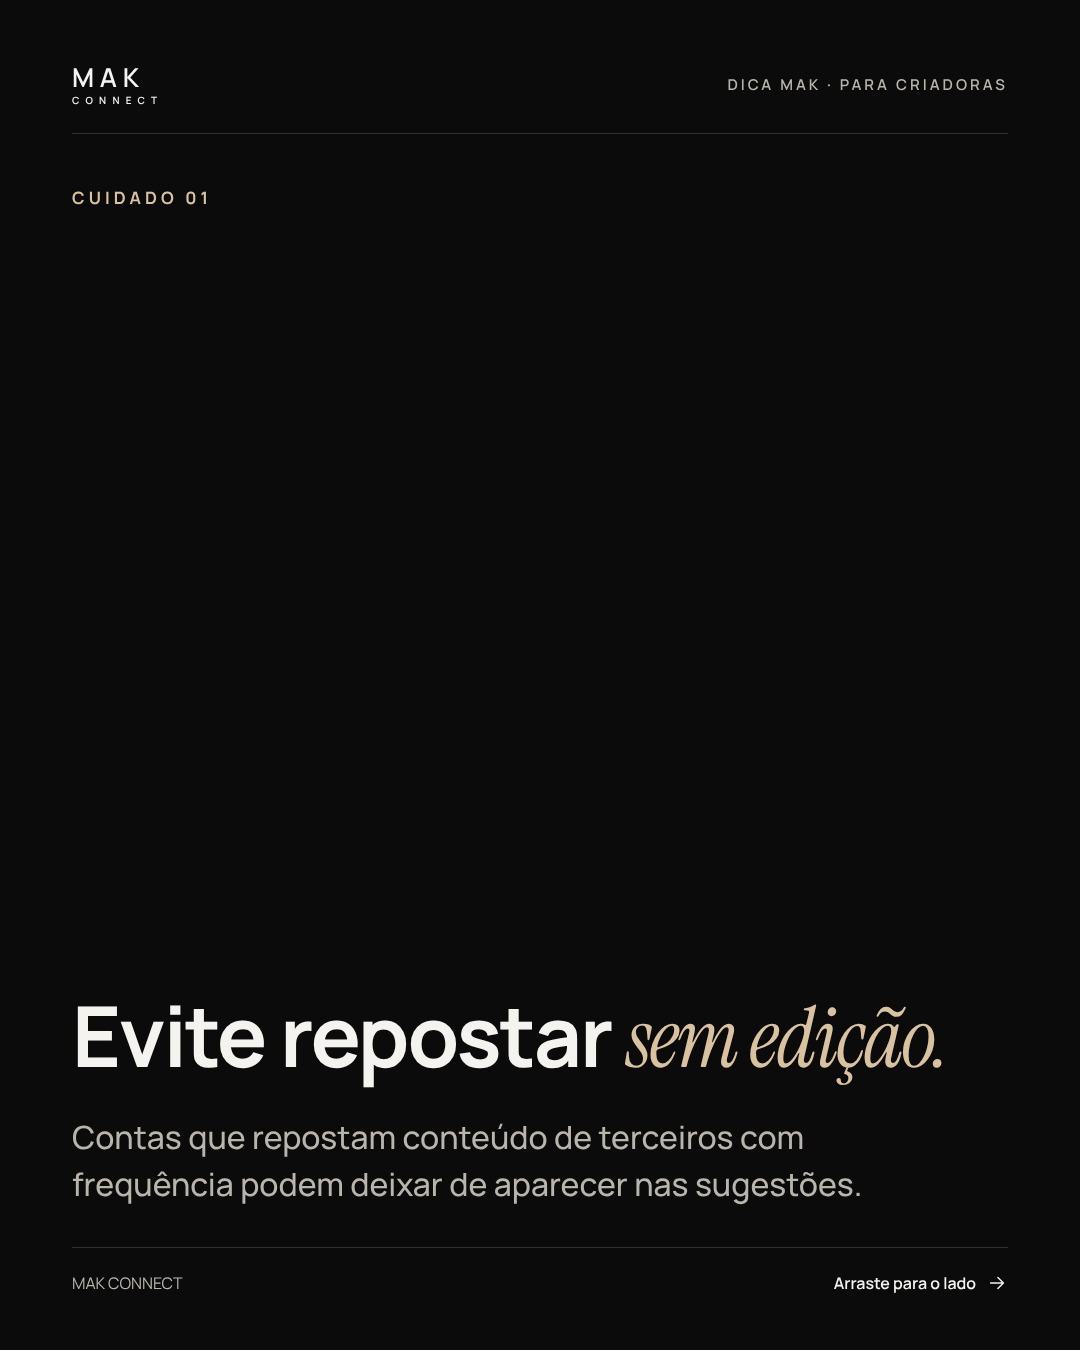 MAK
CONNECT
DICA MAK · PARA CRIADORAS
CUIDADO 01
Evite repostar sem edição.
Contas que repostam conteúdo de terceiros com
frequência podem deixar de aparecer nas sugestões.
MAK CONNECT
Arraste para o lado →